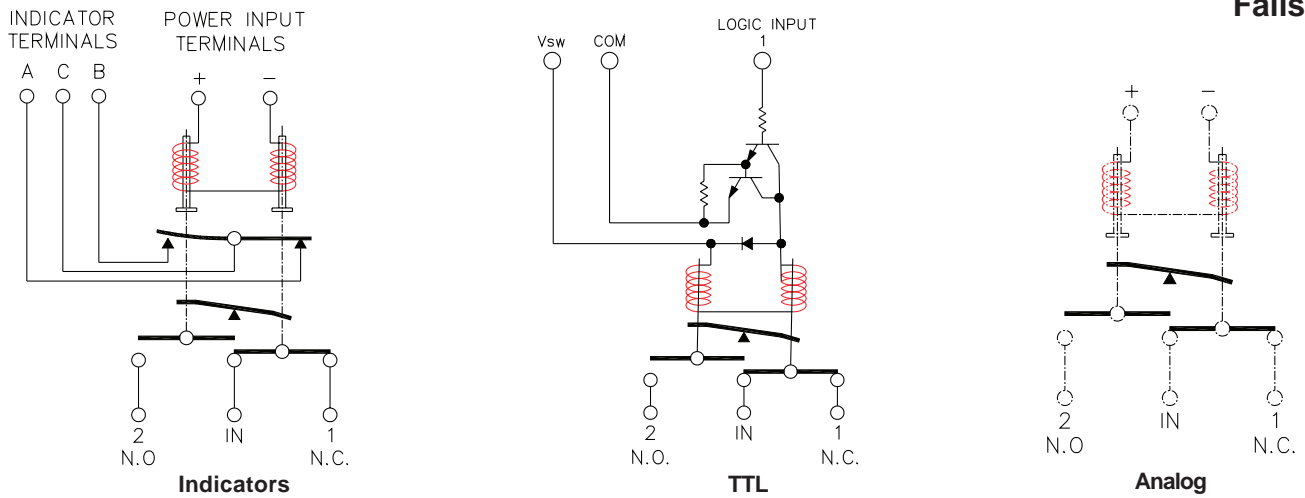 Fails
INDICATOR
TERMINALS
A C B
POWER INPUT
TERMINALS
+ −
2 IN 1
N.O N.C.
Indicators
Vsw COM
LOGIC INPUT
1
2 IN 1
N.O. N.C.
TTL
+ −
2 IN 1
N.O N.C.
Analog